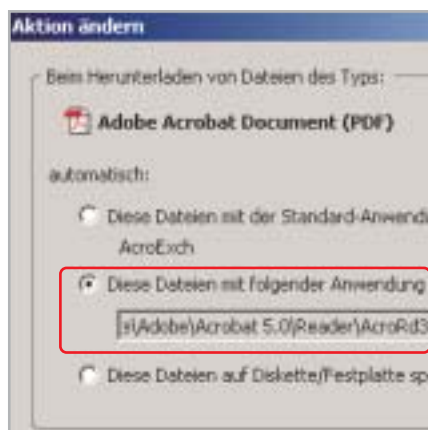 Aktion ändern
Beim Herunterladen von Dateien des Typs:
Adobe Acrobat Document (PDF)
automatisch:
Diese Dateien mit der Standard-Anwend
AcroExch
Diese Dateien mit folgender Anwendung
s\Adobe\Acrobat 5.0\Reader\AcroRd3
Diese Dateien auf Diskette/Festplatte sp